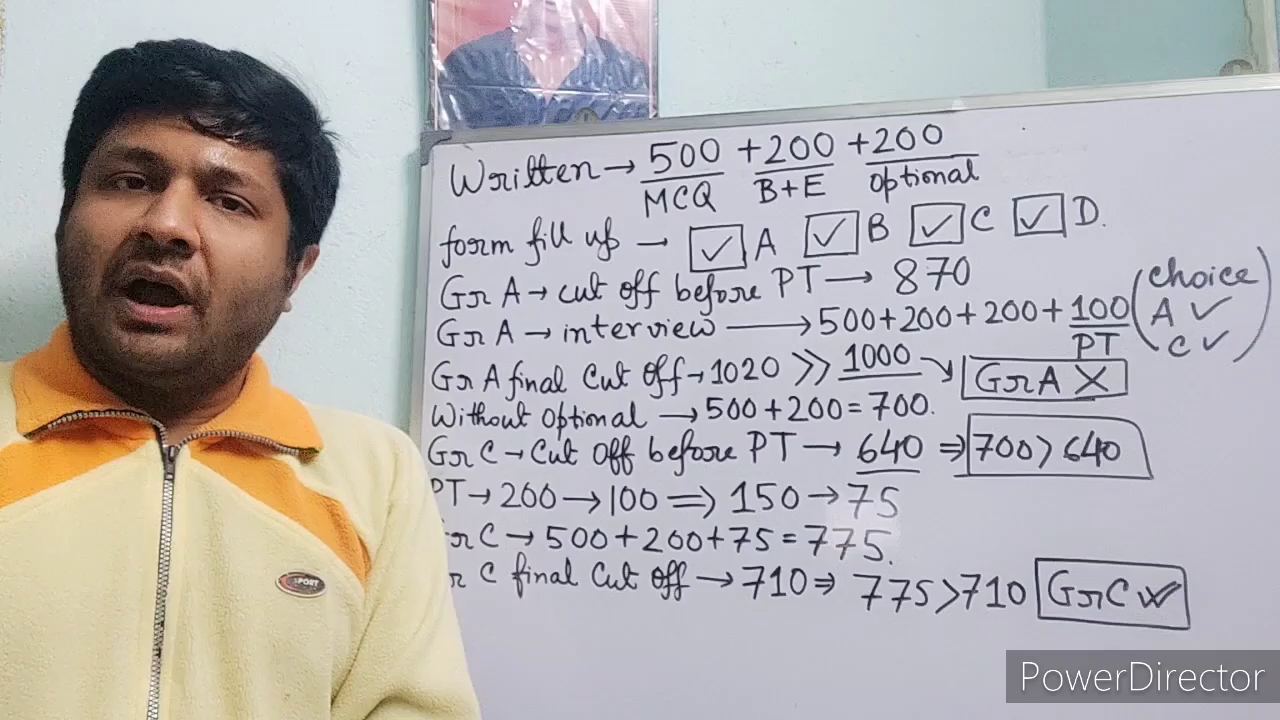 Written → 500 + 200 + 200
MCQ B+E Optional
form fill up → ☑ A ☑ B ☑ C ☑ D.
Gr A → cut off before PT → 870
Gr A → interview → 500+200+200+100
PT
(Choice
A ✓
C ✓)
Gr A final Cut Off → 1020 >> 1000 → Gr A X
Without Optional → 500+200=700.
Gr C → Cut Off before PT → 640 ⇒ 700>640
PT → 200 → 100 ⇒ 150 → 75
Gr C → 500+200+75=775.
Gr C final Cut Off → 710 ⇒ 775>710 Gr C ✓
SPORT
PowerDirector